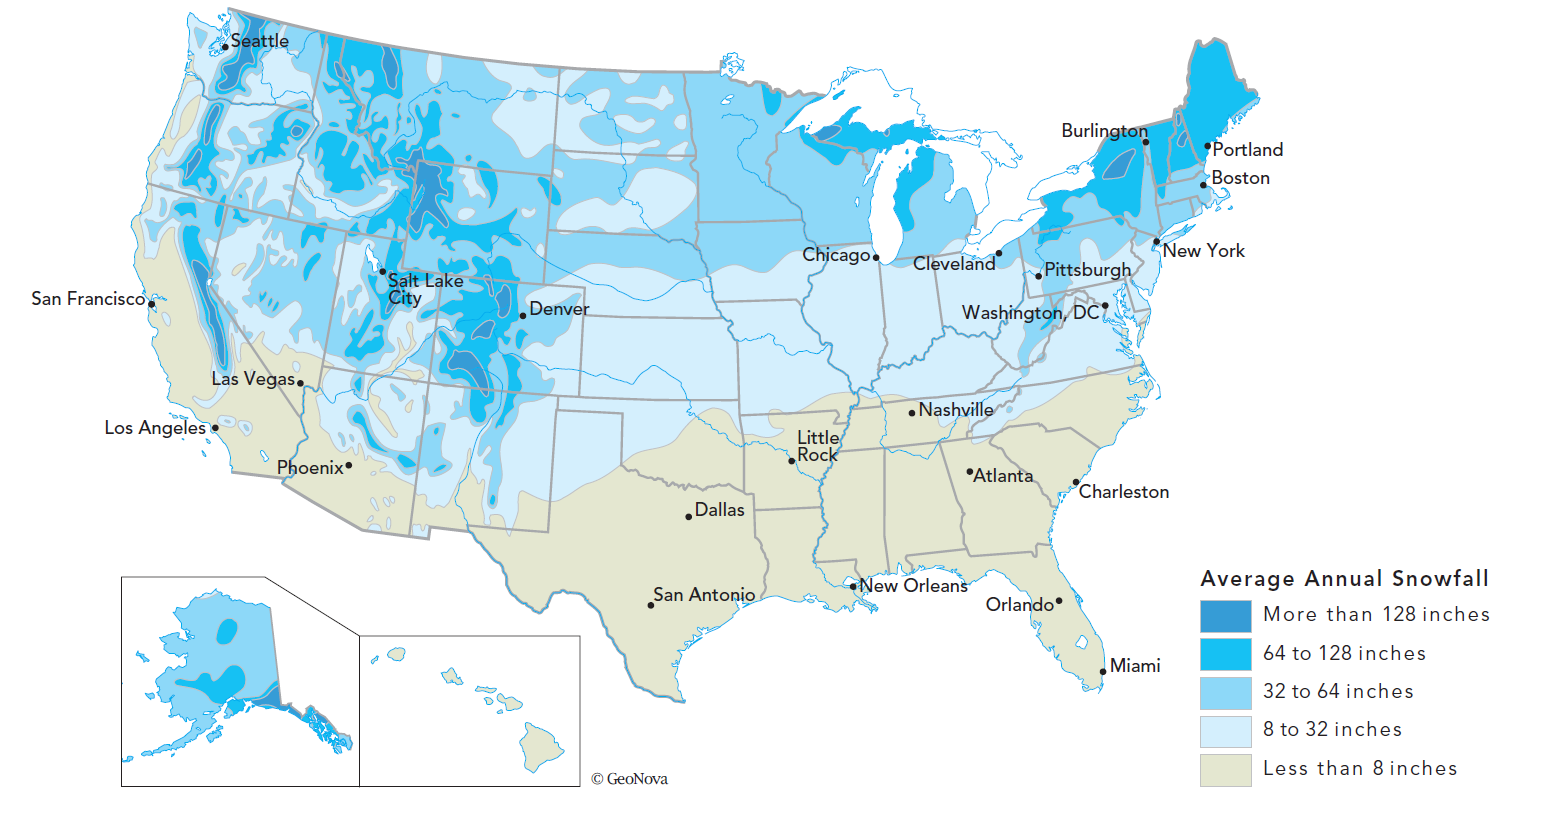 Seattle
Burlington
Portland
Boston
New York
Chicago
Cleveland
Pittsburgh
Salt Lake
City
San Francisco
Denver
Washington, DC
Las Vegas
Nashville
Los Angeles
Little
Rock
Phoenix
Atlanta
Charleston
Dallas
New Orleans
San Antonio
Orlando
Miami
Average Annual Snowfall
More than 128 inches
64 to 128 inches
32 to 64 inches
8 to 32 inches
Less than 8 inches
© GeoNova